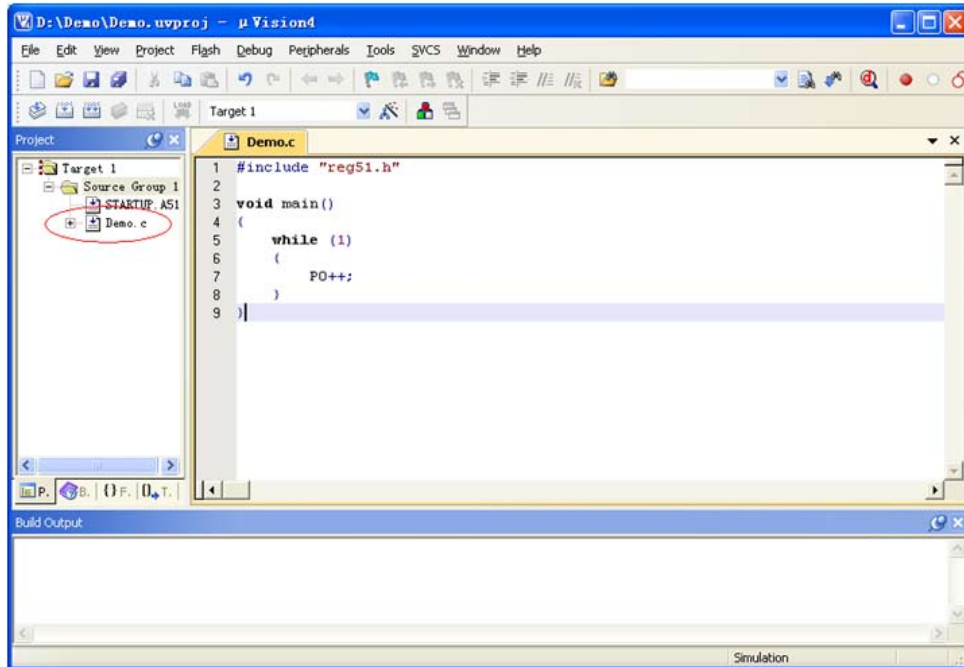 D:\Demo\Demo.uvproj - µVision4
File Edit View Project Flash Debug Peripherals Tools SVCS Window Help
LOAD
Target 1
Project
Demo.c
Target 1
Source Group 1
STARTUP.A51
Demo.c
1 #include "reg51.h"
2
3 void main()
4 {
5 while (1)
6 {
7 P0++;
8 }
9 }
P. B. {} F. 0 T.
Build Output
Simulation